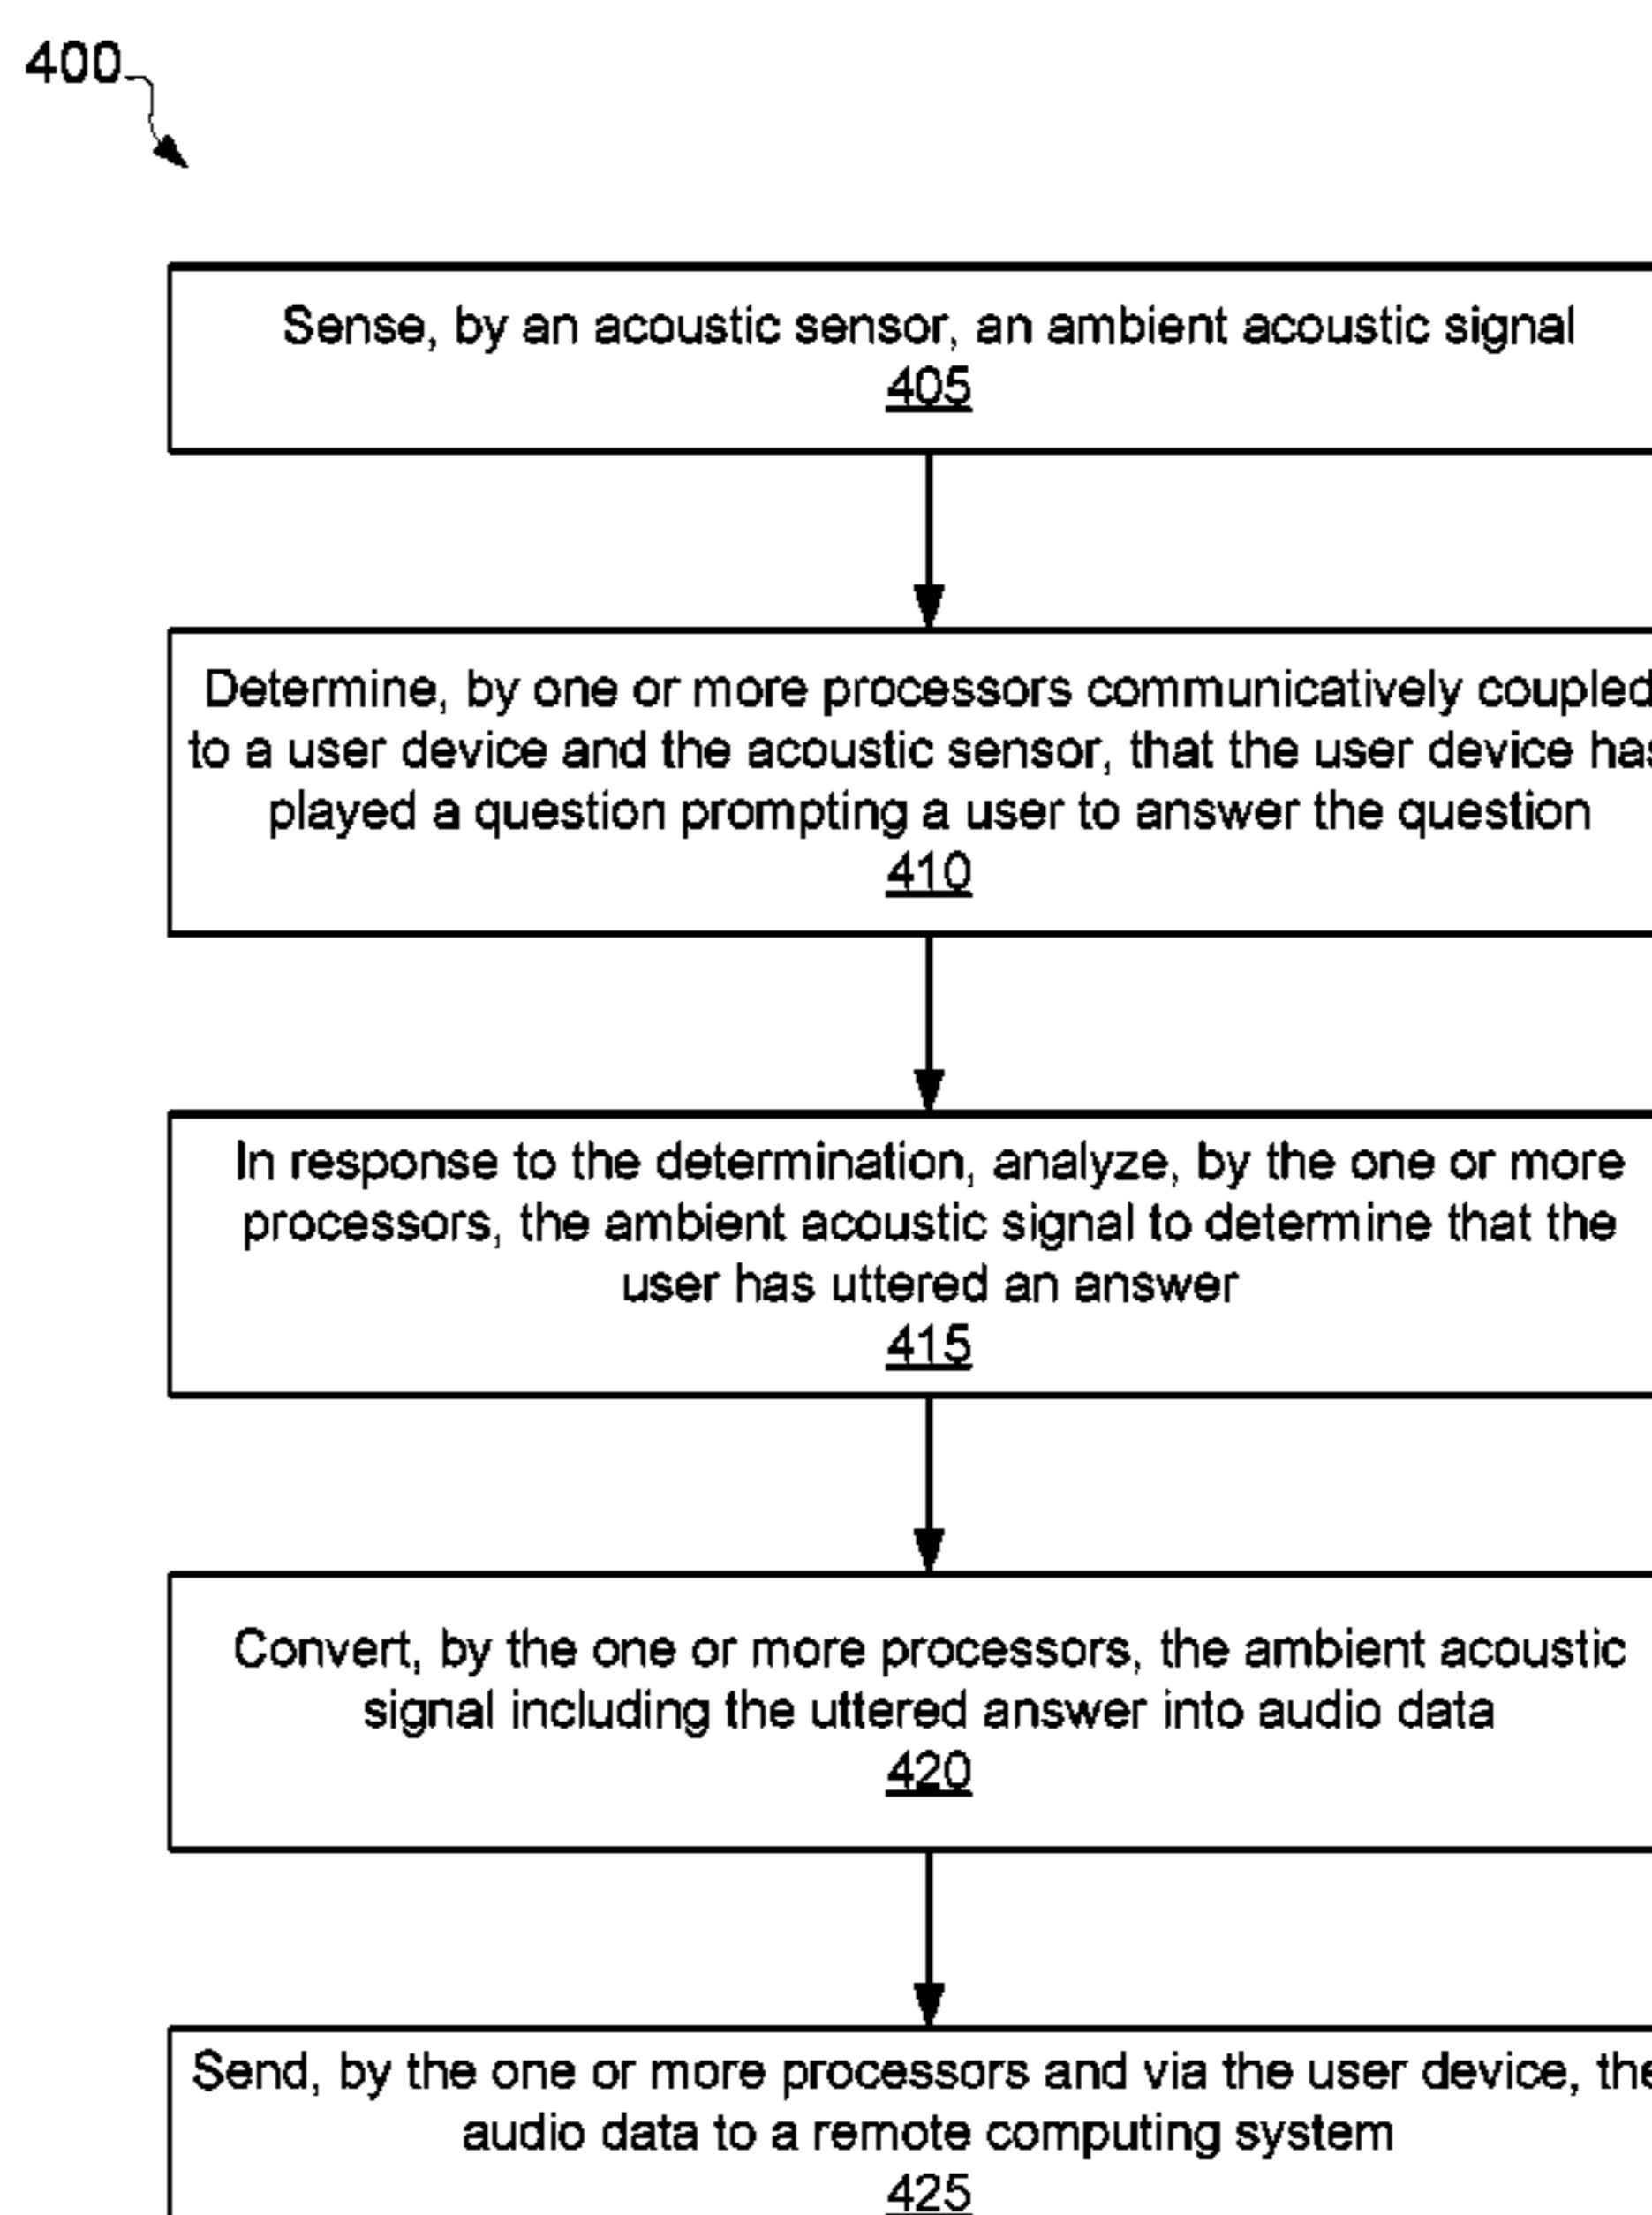 400
Sense, by an acoustic sensor, an ambient acoustic signal
405
Determine, by one or more processors communicatively coupled
to a user device and the acoustic sensor, that the user device has
played a question prompting a user to answer the question
410
In response to the determination, analyze, by the one or more
processors, the ambient acoustic signal to determine that the
user has uttered an answer
415
Convert, by the one or more processors, the ambient acoustic
signal including the uttered answer into audio data
420
Send, by the one or more processors and via the user device, the
audio data to a remote computing system
425